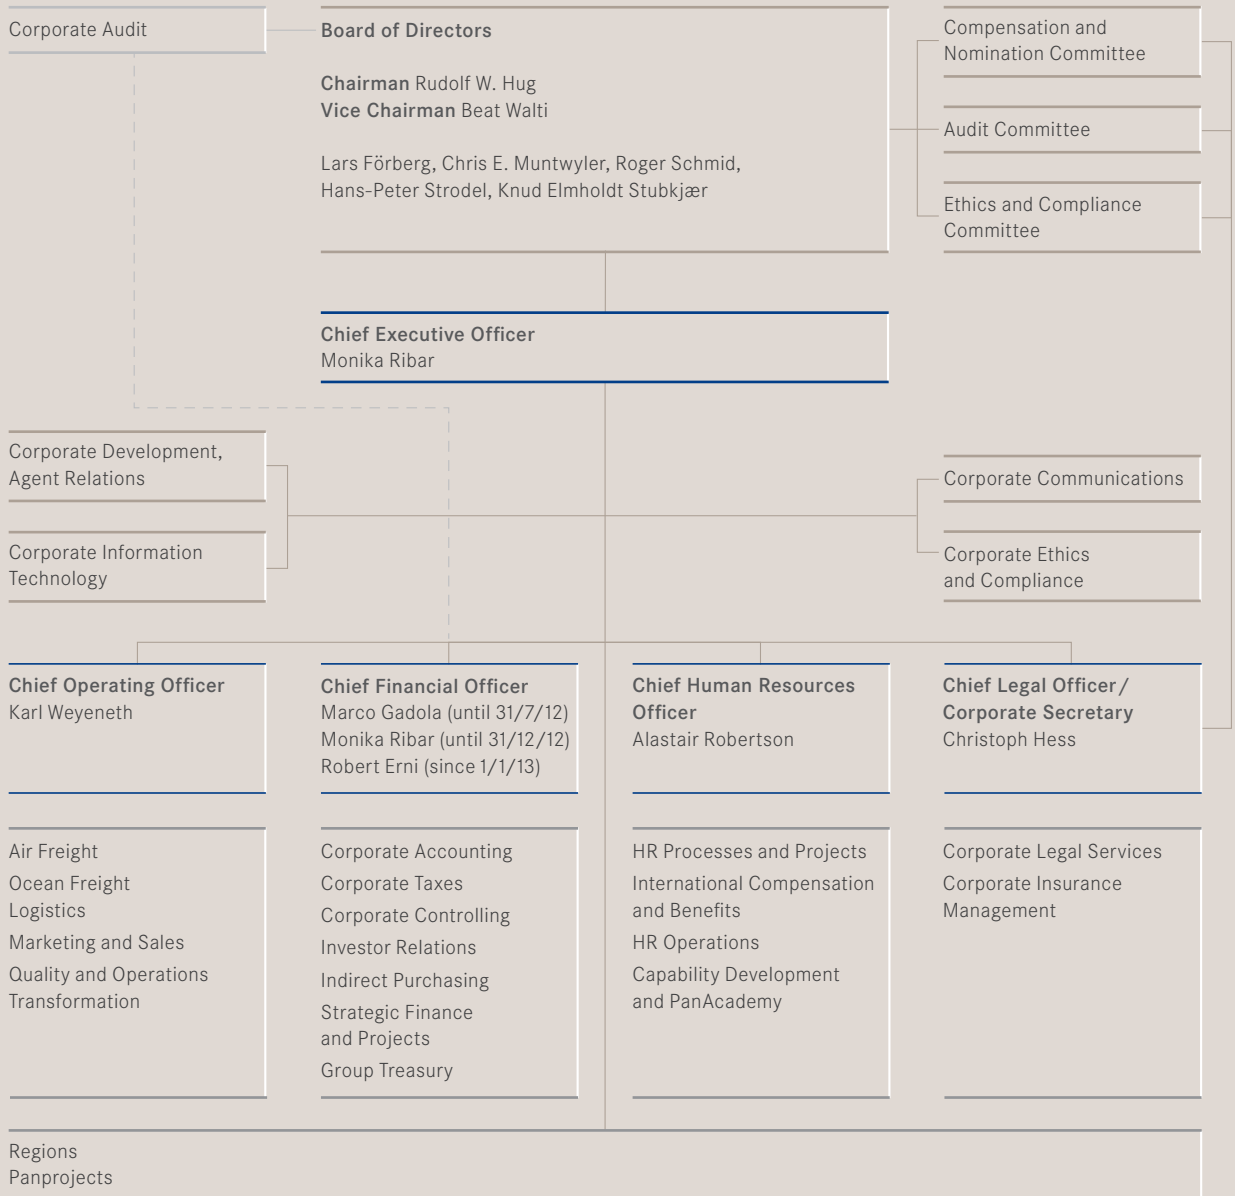 Corporate Audit
Board of Directors
Chairman Rudolf W. Hug
Vice Chairman Beat Walti
Lars Förberg, Chris E. Muntwyler, Roger Schmid,
Hans-Peter Strodel, Knud Elmholdt Stubkjær
Compensation and
Nomination Committee
Audit Committee
Ethics and Compliance
Committee
Chief Executive Officer
Monika Ribar
Corporate Development,
Agent Relations
Corporate Information
Technology
Corporate Communications
Corporate Ethics
and Compliance
Chief Operating Officer
Karl Weyeneth
Chief Financial Officer
Marco Gadola (until 31/7/12)
Monika Ribar (until 31/12/12)
Robert Erni (since 1/1/13)
Chief Human Resources
Officer
Alastair Robertson
Chief Legal Officer/
Corporate Secretary
Christoph Hess
Air Freight
Ocean Freight
Logistics
Marketing and Sales
Quality and Operations
Transformation
Corporate Accounting
Corporate Taxes
Corporate Controlling
Investor Relations
Indirect Purchasing
Strategic Finance
and Projects
Group Treasury
HR Processes and Projects
International Compensation
and Benefits
HR Operations
Capability Development
and PanAcademy
Corporate Legal Services
Corporate Insurance
Management
Regions
Panprojects